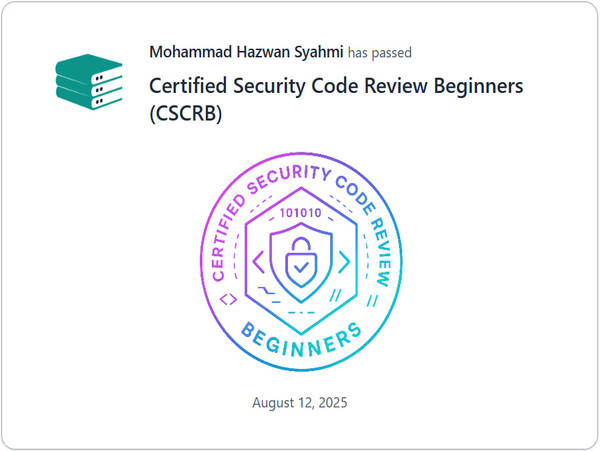 Mohammad Hazwan Syahmi has passed
Certified Security Code Review Beginners
(CSCRB)
CERTIFIED SECURITY CODE REVIEW
101010
< >
<>
//
//
BEGINNERS
August 12, 2025